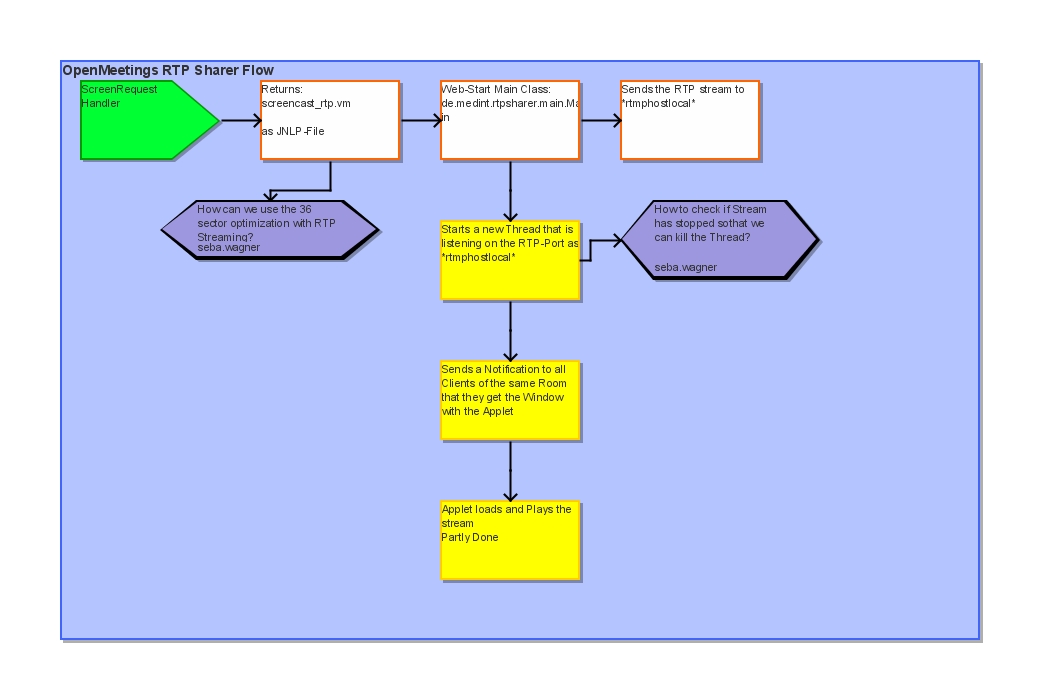 OpenMeetings RTP Sharer Flow
ScreenRequest
Handler
Returns:
screencast_rtp.vm
as JNLP-File
Web-Start Main Class:
de.medint.rtpsharer.main.Ma
in
Sends the RTP stream to
*rtmphostlocal*
How can we use the 36
sector optimization with RTP
Streaming?
seba.wagner
Starts a new Thread that is
listening on the RTP-Port as
*rtmphostlocal*
How to check if Stream
has stopped sothat we
can kill the Thread?
seba.wagner
Sends a Notification to all
Clients of the same Room
that they get the Window
with the Applet
Applet loads and Plays the
stream
Partly Done